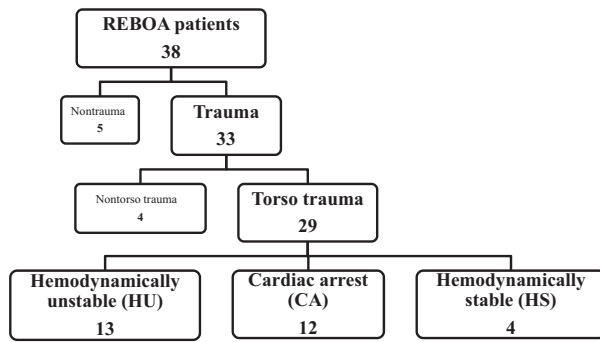 REBOA patients
38
Nontrauma
5
Trauma
33
Nontorso trauma
4
Torso trauma
29
Hemodynamically
unstable (HU)
13
Cardiac arrest
(CA)
12
Hemodynamically
stable (HS)
4